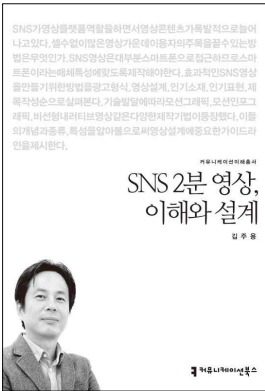 SNS가영상플랫폼역할을하면서영상콘텐츠가폭발적으로늘어
나고있다.셀수없이많은영상가운데이용자의주목을끌수있는방
법은무엇인가.SNS영상은대부분스마트폰으로접근하므로스마
트폰이라는매체특성에맞도록제작해야한다.효과적인SNS영상
을만들기위한방법을광고형식,영상설계,인기소재,인기표현,제
목작성순으로살펴본다.기술발달에따라모션그래픽,모션인포그
래픽,비선형내러티브영상같은다양한제작기법이등장했다.이들
의개념과종류,특성을알아봄으로써영상설계에중요한가이드라
인을제시한다.
커뮤니케이션이해총서
SNS 2분 영상,
이해와 설계
김주용
커뮤니케이션북스